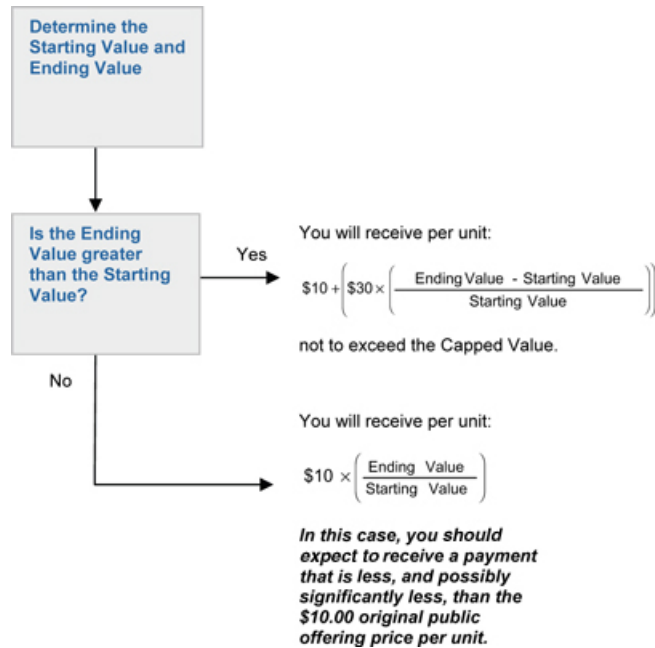 Determine the
Starting Value and
Ending Value
Is the Ending
Value greater
than the Starting
Value?
Yes
You will receive per unit:
$10 + ($30 × (Ending Value - Starting Value
Starting Value))
not to exceed the Capped Value.
No
You will receive per unit:
$10 × (Ending Value
Starting Value)
In this case, you should
expect to receive a payment
that is less, and possibly
significantly less, than the
$10.00 original public
offering price per unit.